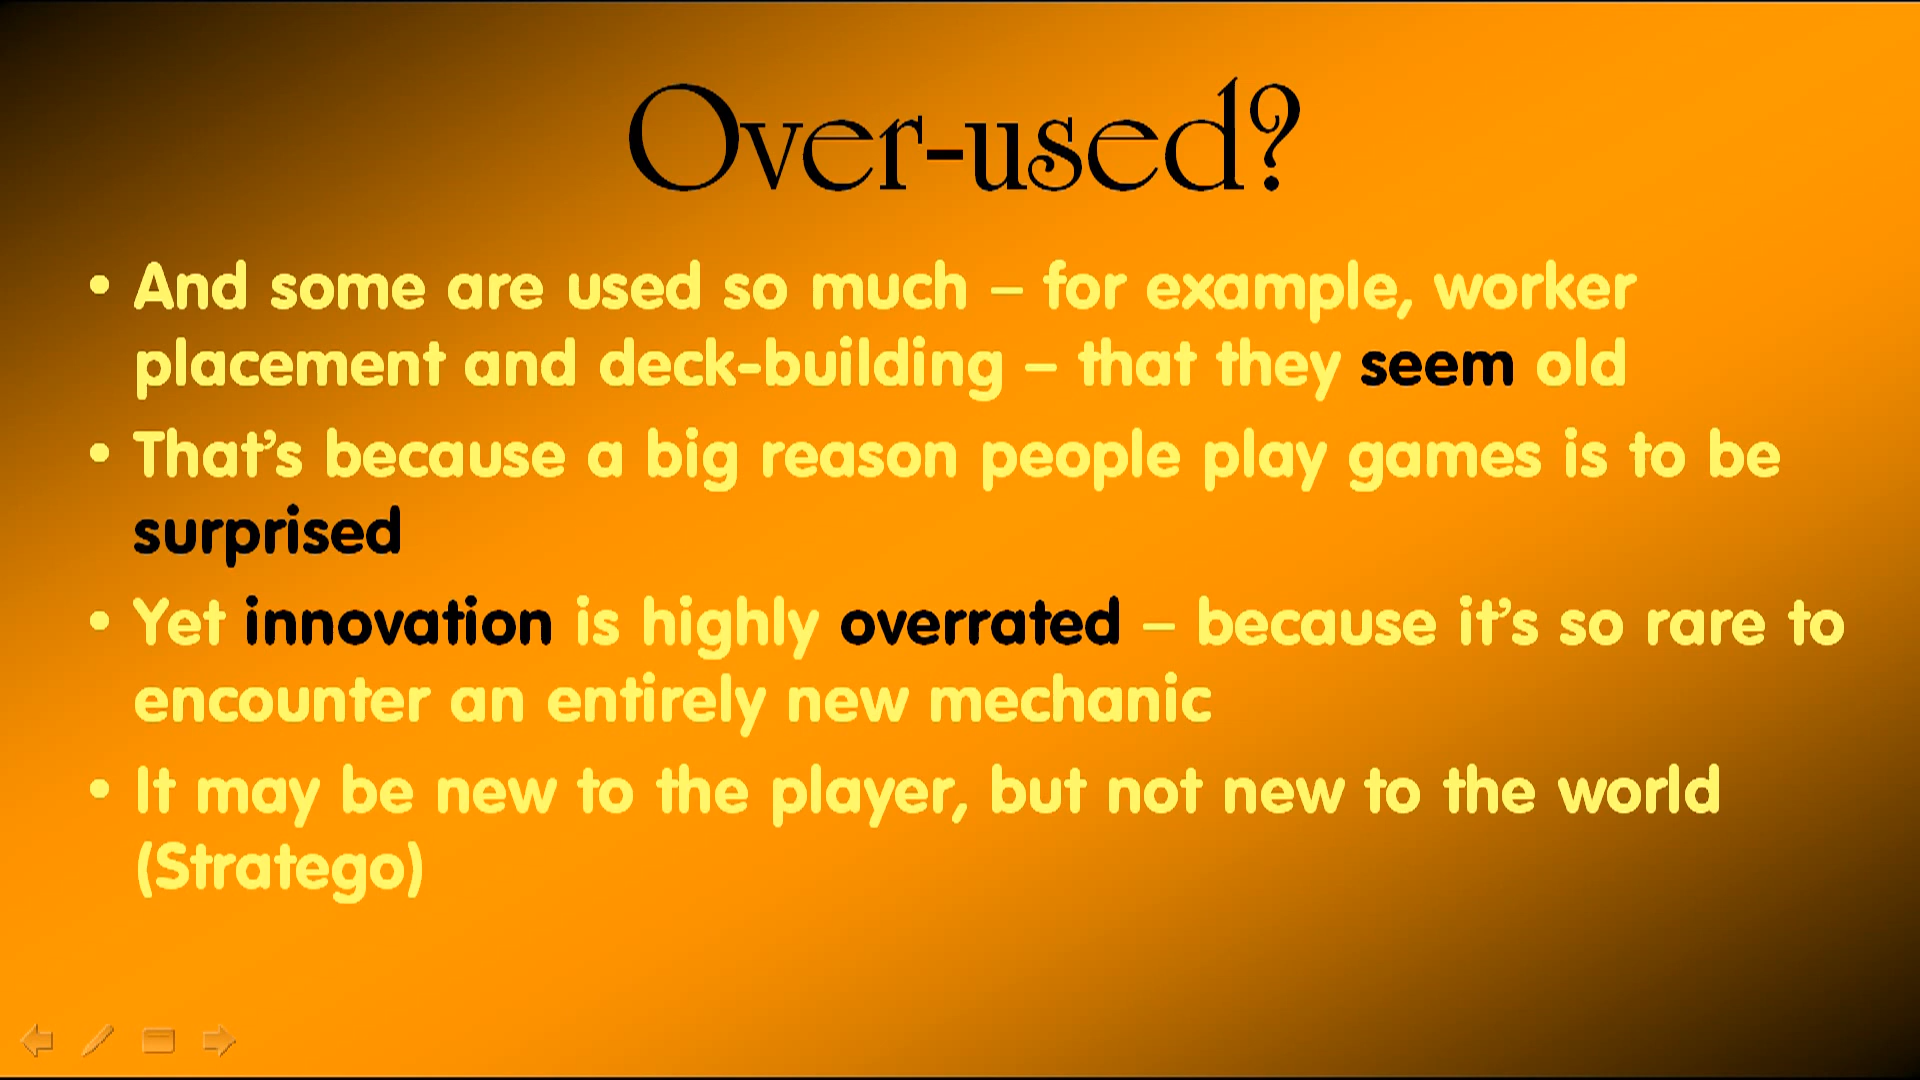 Over-used?
• And some are used so much – for example, worker
placement and deck-building – that they seem old
• That’s because a big reason people play games is to be
surprised
• Yet innovation is highly overrated – because it’s so rare to
encounter an entirely new mechanic
• It may be new to the player, but not new to the world
(Stratego)